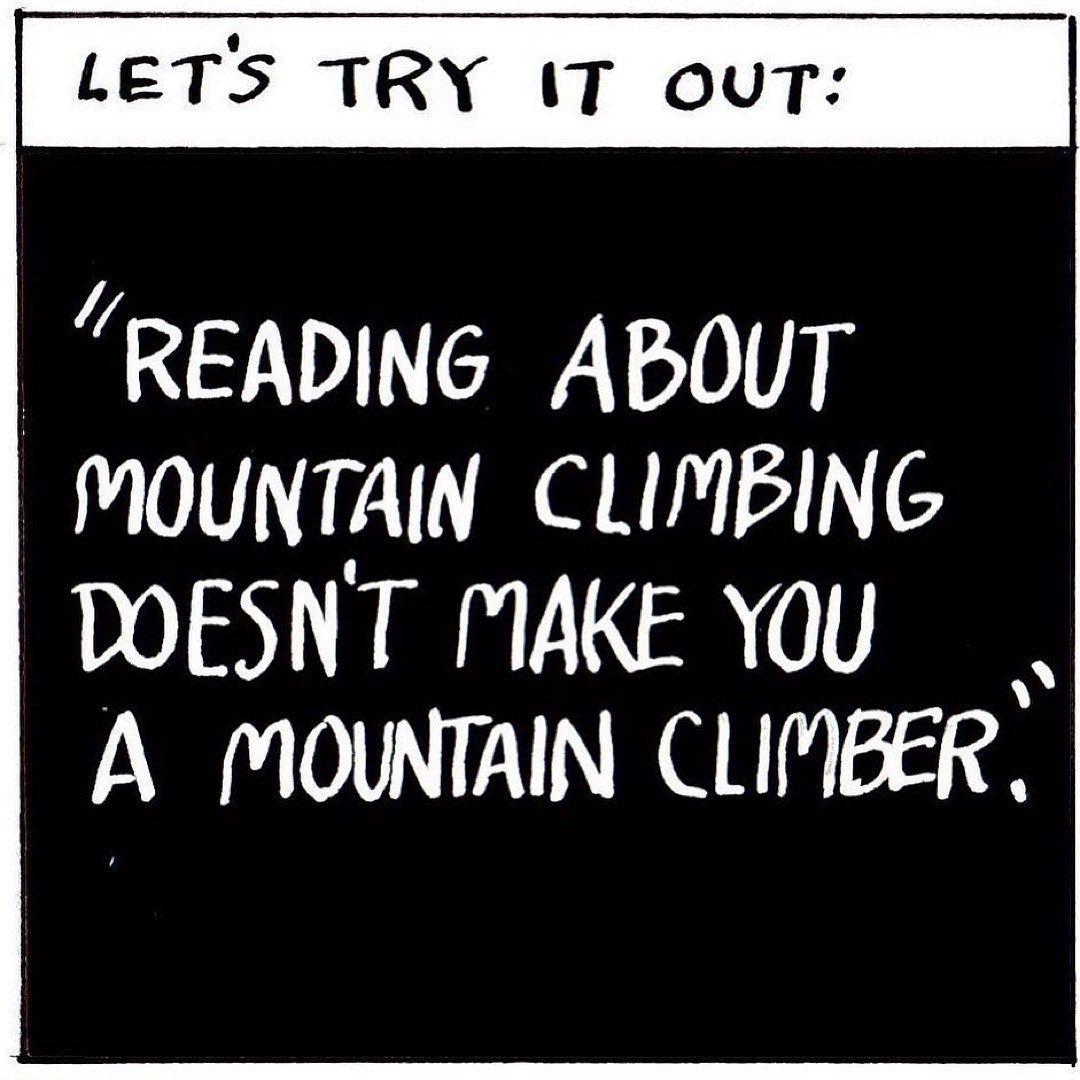 LET'S TRY IT OUT:
"READING ABOUT
MOUNTAIN CLIMBING
DOESN'T MAKE YOU
A MOUNTAIN CLIMBER."